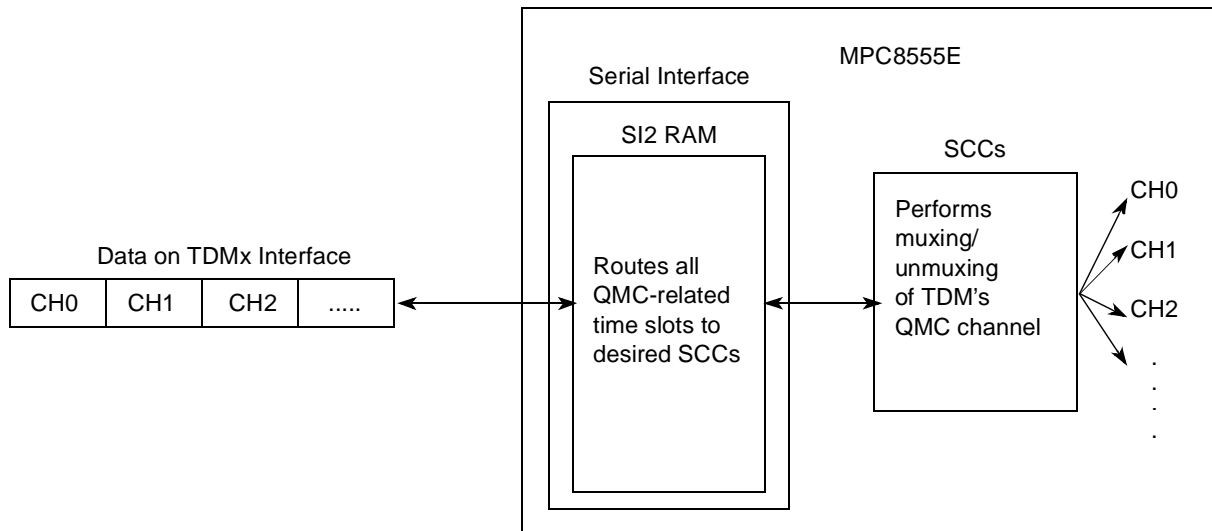 MPC8555E
Serial Interface
SI2 RAM
SCCs
Data on TDMx Interface
CH0 CH1 CH2 .....
Routes all
QMC-related
time slots to
desired SCCs
Performs
muxing/
unmuxing
of TDM's
QMC channel
CH0
CH1
CH2
.
.
.
.